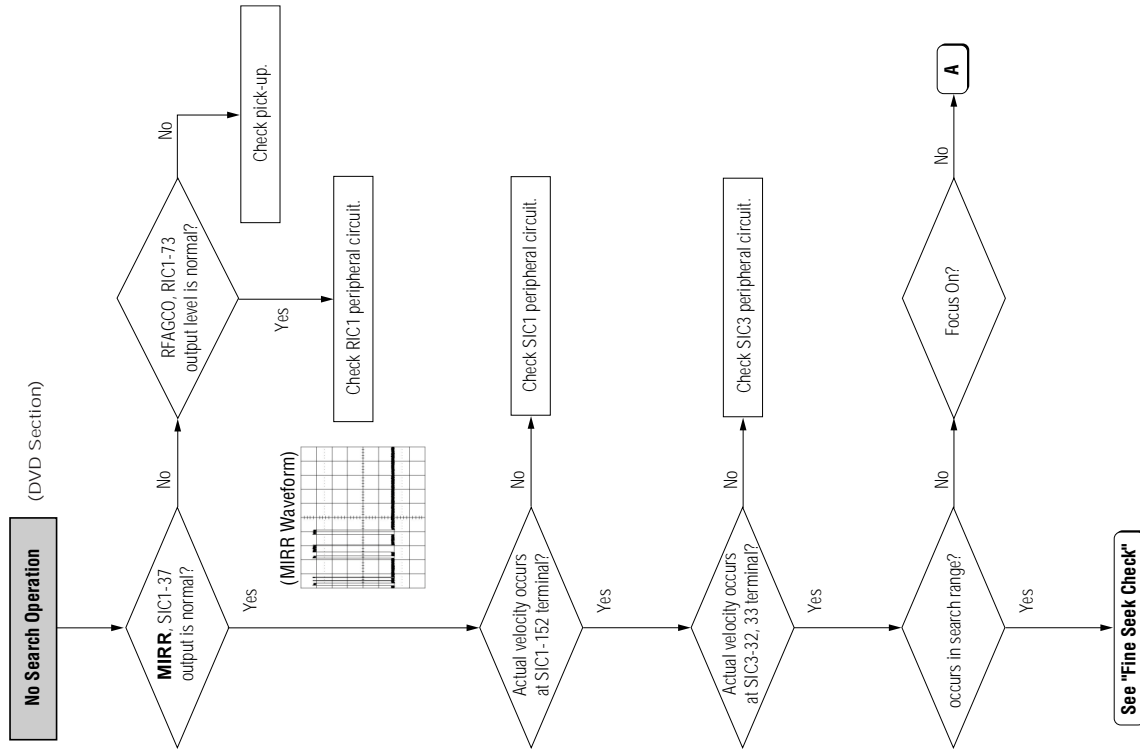 No Search Operation
(DVD Section)
MIRR, SIC1-37
output is normal?
No
RFAGCO, RIC1-73
output level is normal?
No
Check pick-up.
Yes
Check RIC1 peripheral circuit.
Yes
(MIRR Waveform)
Actual velocity occurs
at SIC1-152 terminal?
No
Check SIC1 peripheral circuit.
Yes
Actual velocity occurs
at SIC3-32, 33 terminal?
No
Check SIC3 peripheral circuit.
Yes
occurs in search range?
No
Focus On?
No
A
Yes
See "Fine Seek Check"